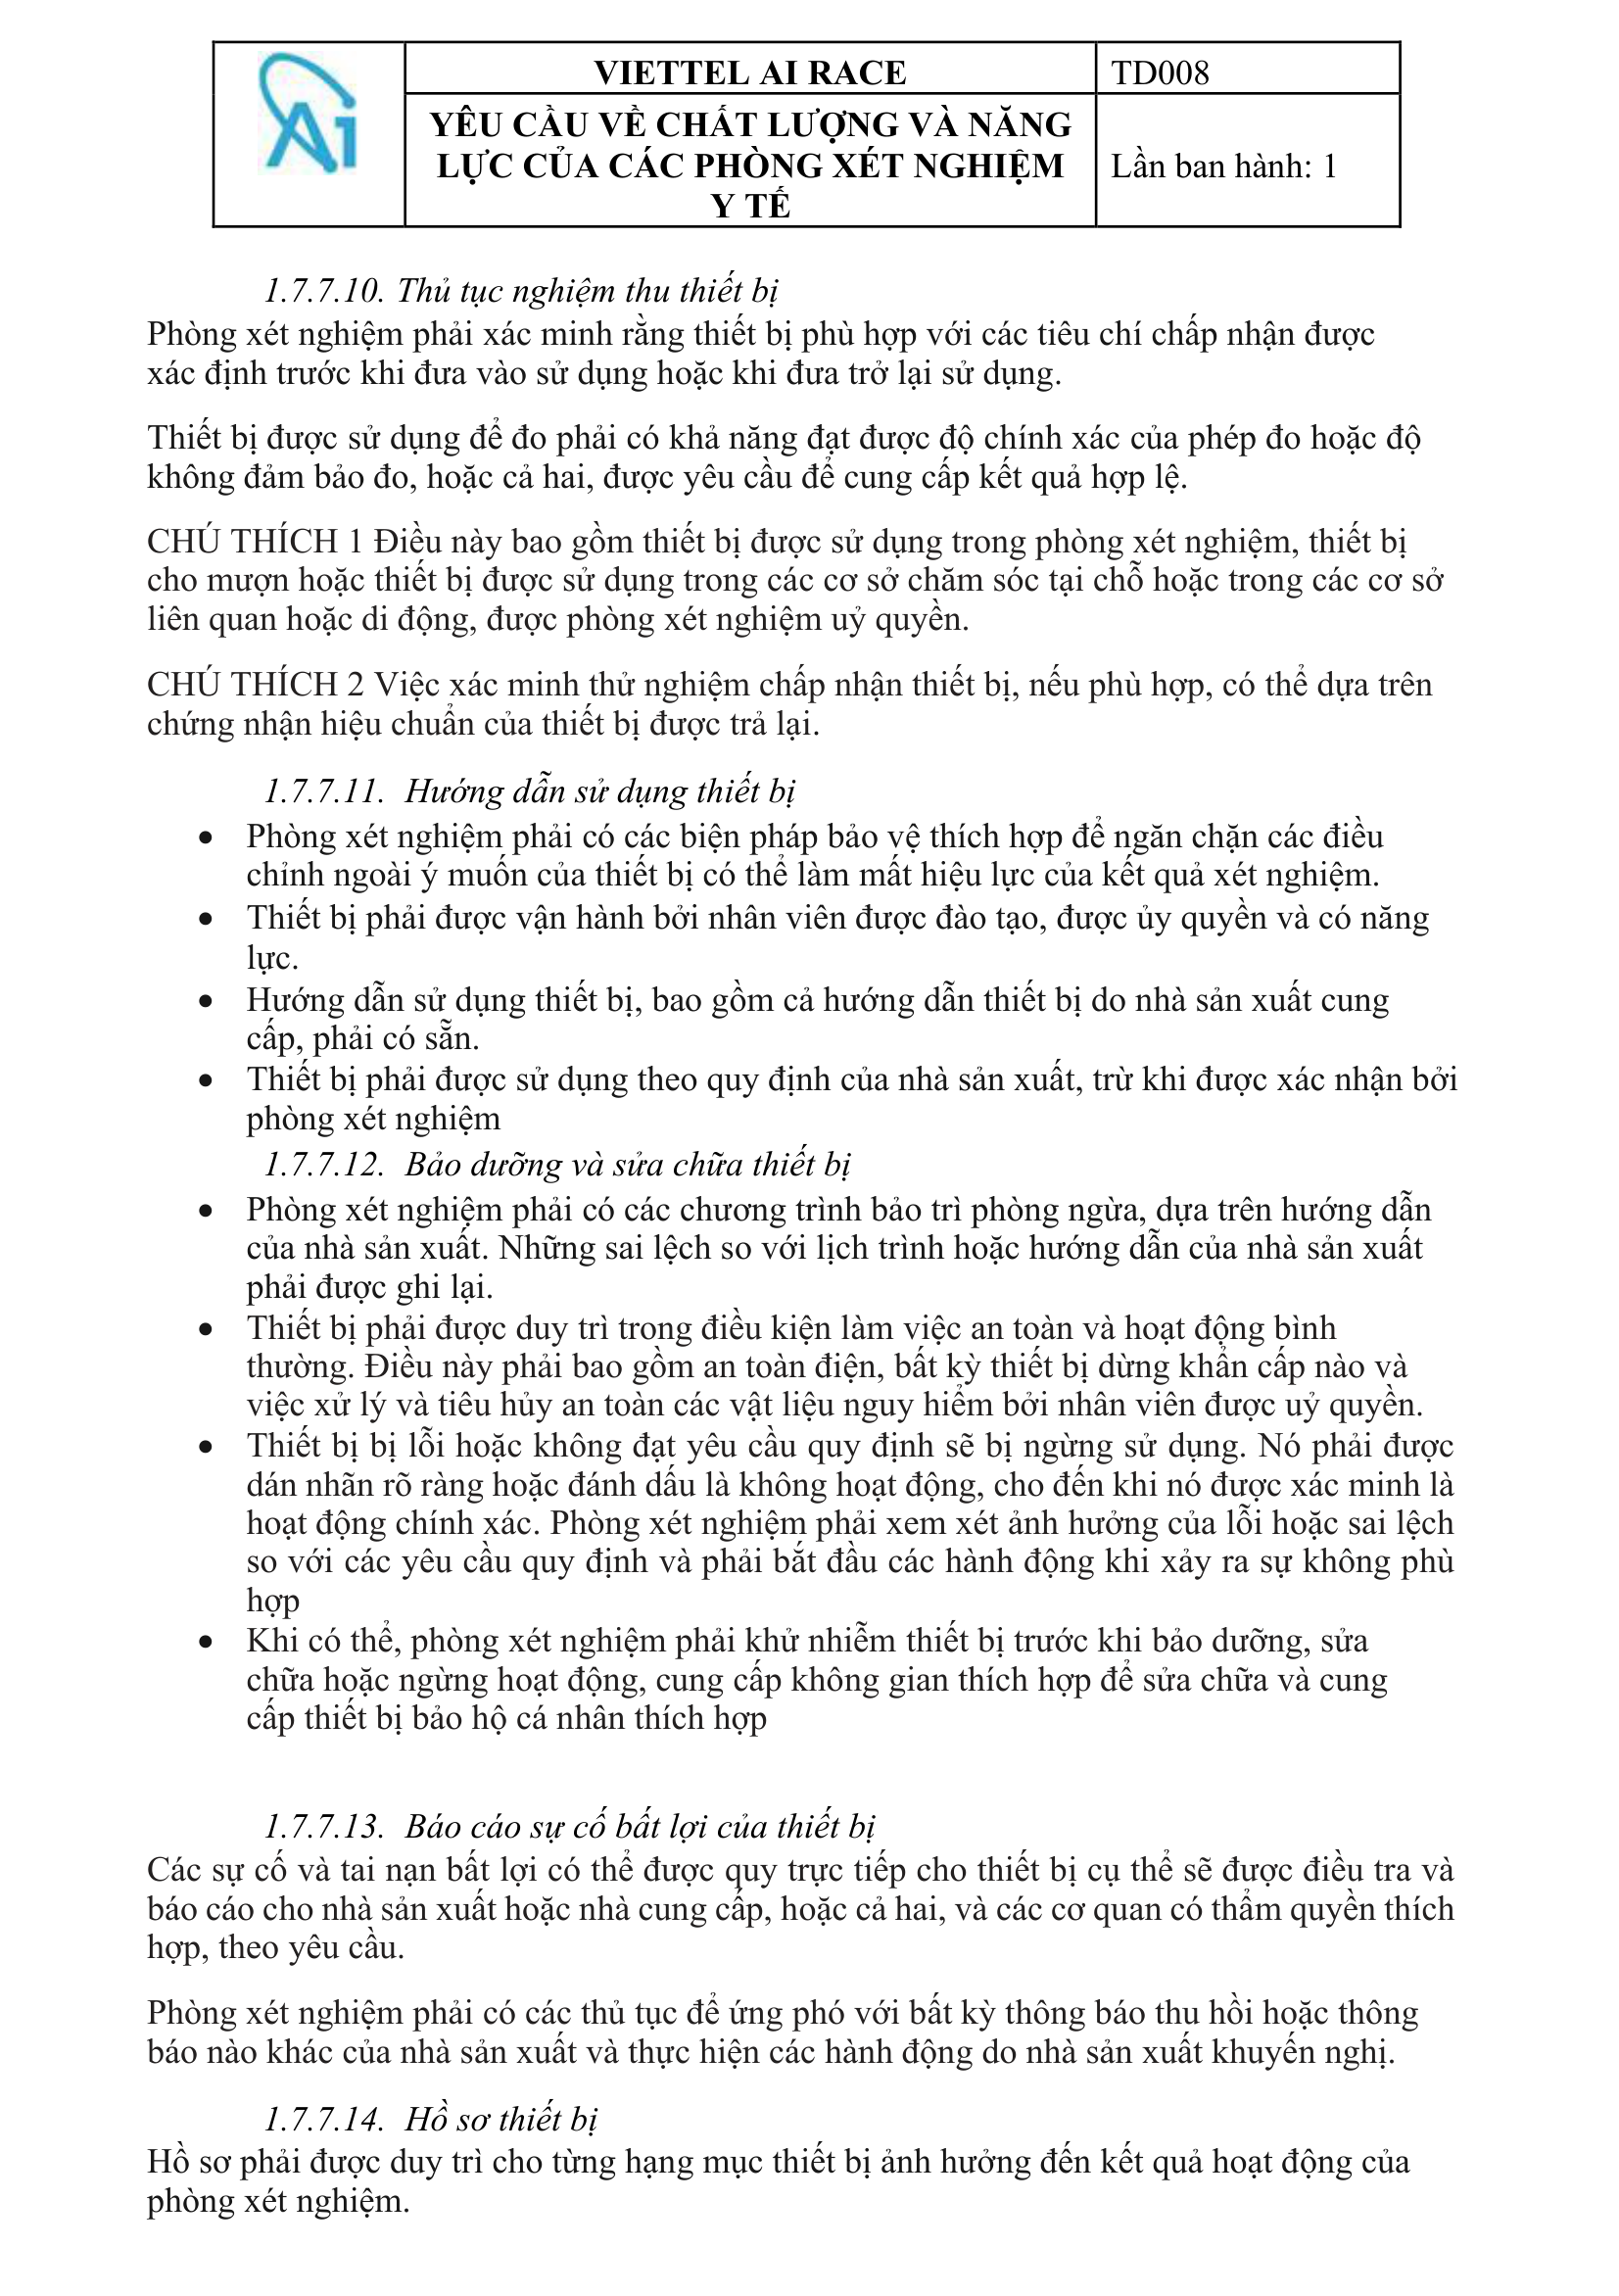 Ai
VIETTEL AI RACE
TD008
YÊU CẦU VỀ CHẤT LƯỢNG VÀ NĂNG
LỰC CỦA CÁC PHÒNG XÉT NGHIỆM
Y TẾ
Lần ban hành: 1
1.7.7.10. Thủ tục nghiệm thu thiết bị
Phòng xét nghiệm phải xác minh rằng thiết bị phù hợp với các tiêu chí chấp nhận được
xác định trước khi đưa vào sử dụng hoặc khi đưa trở lại sử dụng.
Thiết bị được sử dụng để đo phải có khả năng đạt được độ chính xác của phép đo hoặc độ
không đảm bảo đo, hoặc cả hai, được yêu cầu để cung cấp kết quả hợp lệ.
CHÚ THÍCH 1 Điều này bao gồm thiết bị được sử dụng trong phòng xét nghiệm, thiết bị
cho mượn hoặc thiết bị được sử dụng trong các cơ sở chăm sóc tại chỗ hoặc trong các cơ sở
liên quan hoặc di động, được phòng xét nghiệm uỷ quyền.
CHÚ THÍCH 2 Việc xác minh thử nghiệm chấp nhận thiết bị, nếu phù hợp, có thể dựa trên
chứng nhận hiệu chuẩn của thiết bị được trả lại.
1.7.7.11. Hướng dẫn sử dụng thiết bị
• Phòng xét nghiệm phải có các biện pháp bảo vệ thích hợp để ngăn chặn các điều
chỉnh ngoài ý muốn của thiết bị có thể làm mất hiệu lực của kết quả xét nghiệm.
• Thiết bị phải được vận hành bởi nhân viên được đào tạo, được ủy quyền và có năng
lực.
• Hướng dẫn sử dụng thiết bị, bao gồm cả hướng dẫn thiết bị do nhà sản xuất cung
cấp, phải có sẵn.
• Thiết bị phải được sử dụng theo quy định của nhà sản xuất, trừ khi được xác nhận bởi
phòng xét nghiệm
1.7.7.12. Bảo dưỡng và sửa chữa thiết bị
• Phòng xét nghiệm phải có các chương trình bảo trì phòng ngừa, dựa trên hướng dẫn
của nhà sản xuất. Những sai lệch so với lịch trình hoặc hướng dẫn của nhà sản xuất
phải được ghi lại.
• Thiết bị phải được duy trì trong điều kiện làm việc an toàn và hoạt động bình
thường. Điều này phải bao gồm an toàn điện, bất kỳ thiết bị dừng khẩn cấp nào và
việc xử lý và tiêu hủy an toàn các vật liệu nguy hiểm bởi nhân viên được uỷ quyền.
• Thiết bị bị lỗi hoặc không đạt yêu cầu quy định sẽ bị ngừng sử dụng. Nó phải được
dán nhãn rõ ràng hoặc đánh dấu là không hoạt động, cho đến khi nó được xác minh là
hoạt động chính xác. Phòng xét nghiệm phải xem xét ảnh hưởng của lỗi hoặc sai lệch
so với các yêu cầu quy định và phải bắt đầu các hành động khi xảy ra sự không phù
hợp
• Khi có thể, phòng xét nghiệm phải khử nhiễm thiết bị trước khi bảo dưỡng, sửa
chữa hoặc ngừng hoạt động, cung cấp không gian thích hợp để sửa chữa và cung
cấp thiết bị bảo hộ cá nhân thích hợp
1.7.7.13. Báo cáo sự cố bất lợi của thiết bị
Các sự cố và tai nạn bất lợi có thể được quy trực tiếp cho thiết bị cụ thể sẽ được điều tra và
báo cáo cho nhà sản xuất hoặc nhà cung cấp, hoặc cả hai, và các cơ quan có thẩm quyền thích
hợp, theo yêu cầu.
Phòng xét nghiệm phải có các thủ tục để ứng phó với bất kỳ thông báo thu hồi hoặc thông
báo nào khác của nhà sản xuất và thực hiện các hành động do nhà sản xuất khuyến nghị.
1.7.7.14. Hồ sơ thiết bị
Hồ sơ phải được duy trì cho từng hạng mục thiết bị ảnh hưởng đến kết quả hoạt động của
phòng xét nghiệm.